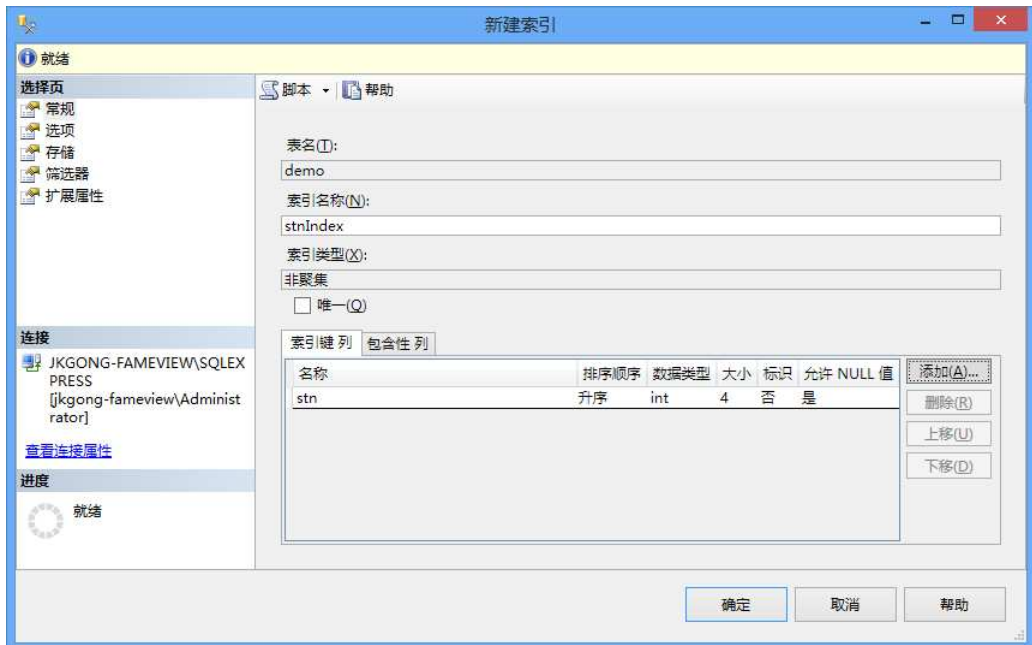 新建索引
就绪
选择页
常规
选项
存储
筛选器
扩展属性
连接
JKGONG-FAMEVIEW\SQLEX
PRESS
[jkgong-fameview\Administ
rator]
查看连接属性
进度
就绪
脚本 帮助
表名(T):
demo
索引名称(N):
stnIndex
索引类型(X):
非聚集
唯一(Q)
索引键 列 包含性 列
名称 排序顺序 数据类型 大小 标识 允许 NULL 值
stn 升序 int 4 否 是
添加(A)...
删除(R)
上移(U)
下移(D)
确定 取消 帮助